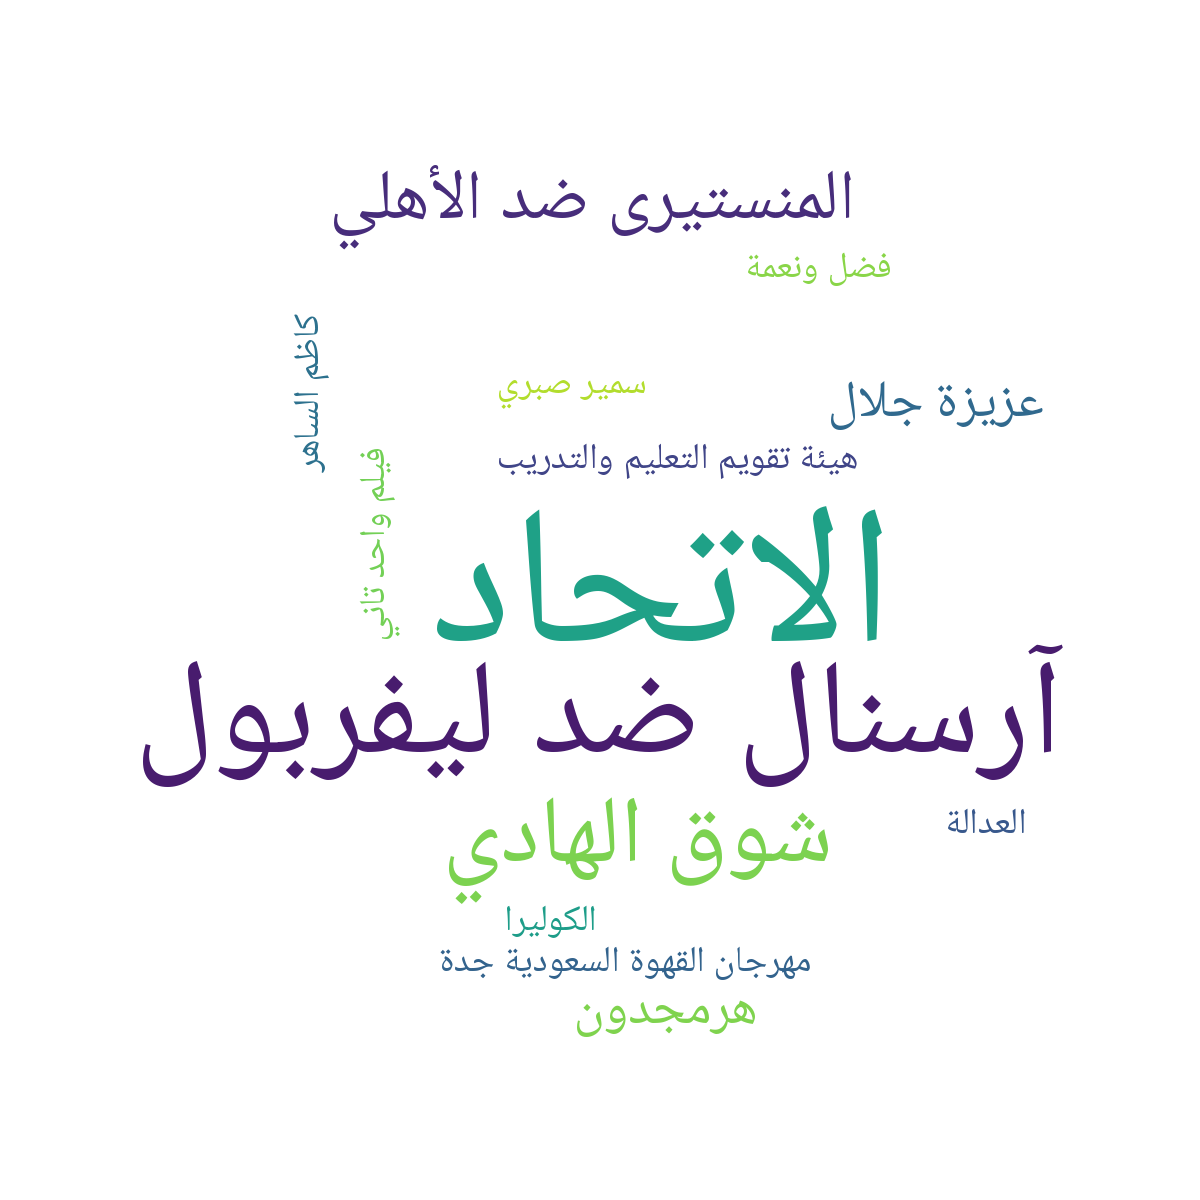 المنستيرى ضد الأهلي
فضل ونعمة
كاظم الساهر
سمير صبري
عزيزة جلال
هيئة تقويم التعليم والتدريب
فيلم واحد تاني
الاتحاد
آرسنال ضد ليفربول
شوق الهادي
العدالة
الكوليرا
مهرجان القهوة السعودية جدة
هرمجدون